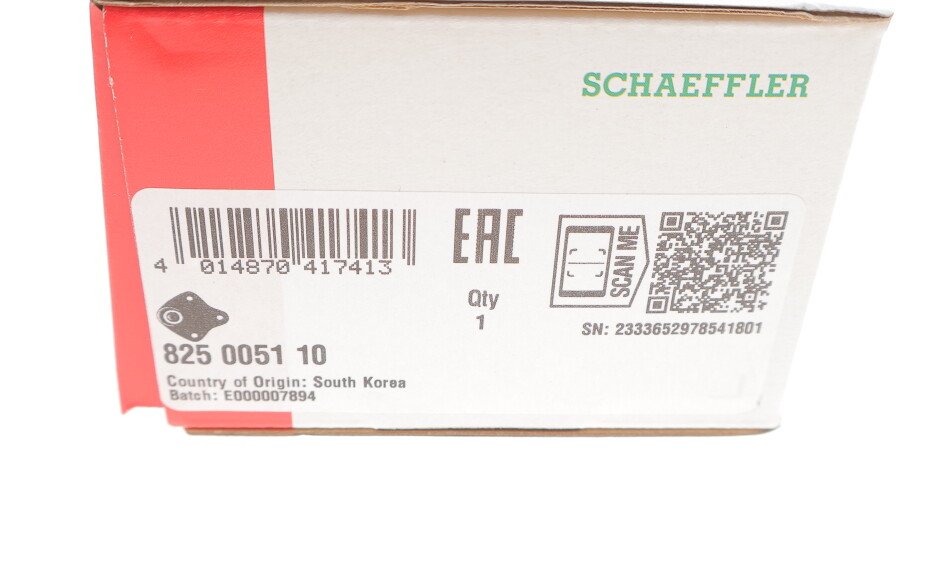 SCHAEFFLER
4 014870 417413
EAC
Qty
1
SCAN ME
SN: 2333652978541801
825 0051 10
Country of Origin: South Korea
Batch: E000007894